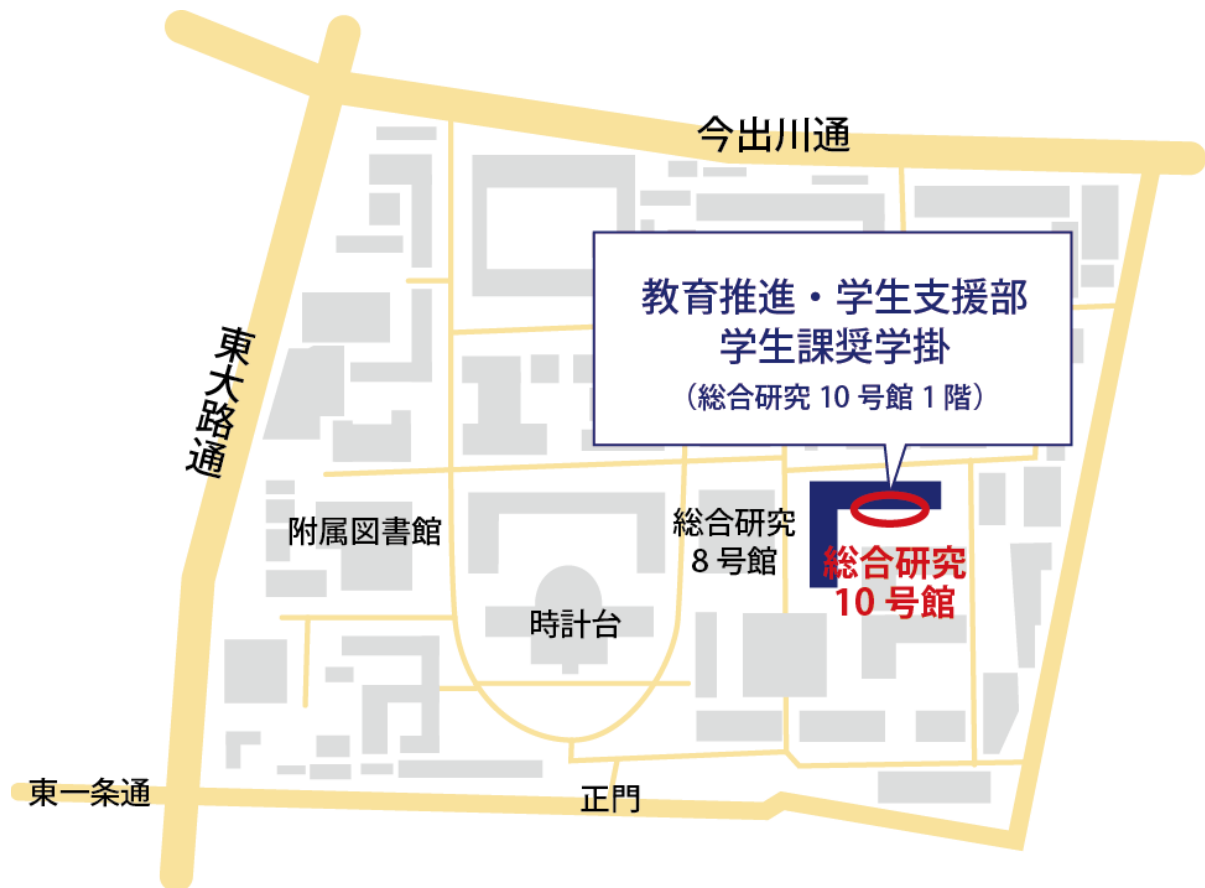 今出川通
教育推進・学生支援部
学生課奨学掛
（総合研究 10 号館 1 階）
東大路通
附属図書館
総合研究
8 号館
総合研究
10 号館
時計台
東一条通
正門